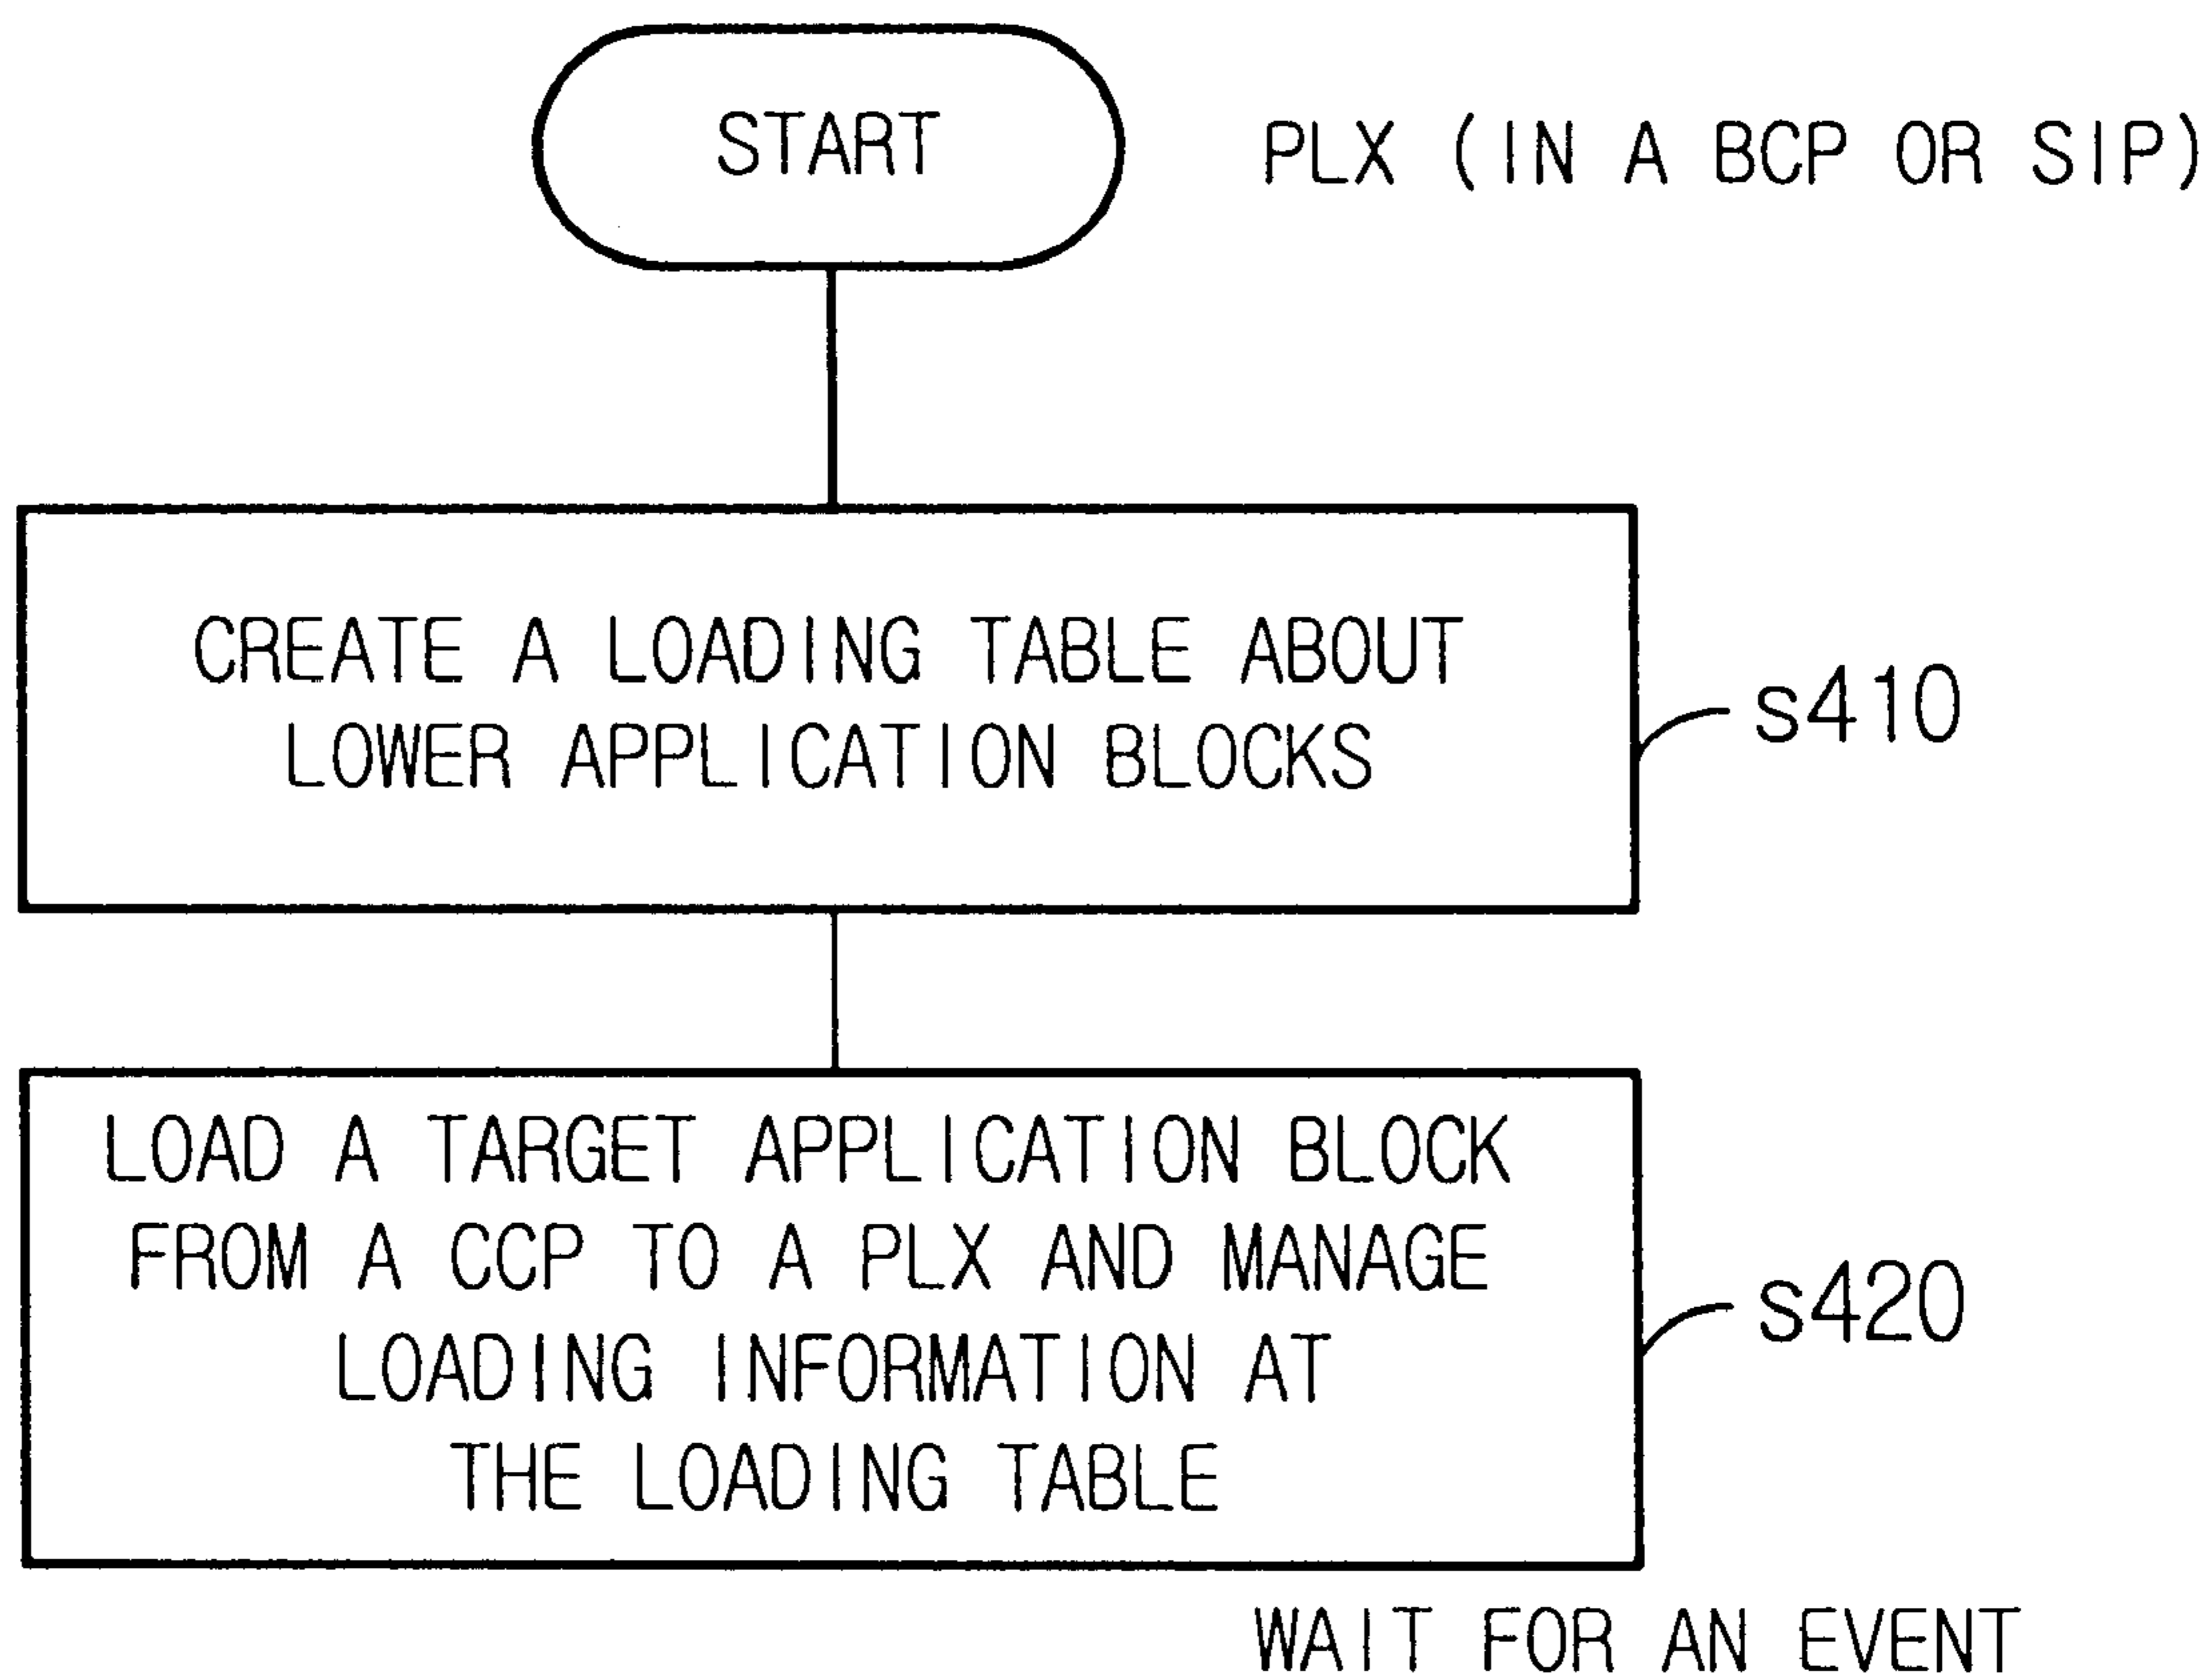 START
PLX (IN A BCP OR SIP)
CREATE A LOADING TABLE ABOUT
LOWER APPLICATION BLOCKS
s410
LOAD A TARGET APPLICATION BLOCK
FROM A CCP TO A PLX AND MANAGE
LOADING INFORMATION AT
THE LOADING TABLE
s420
WAIT FOR AN EVENT